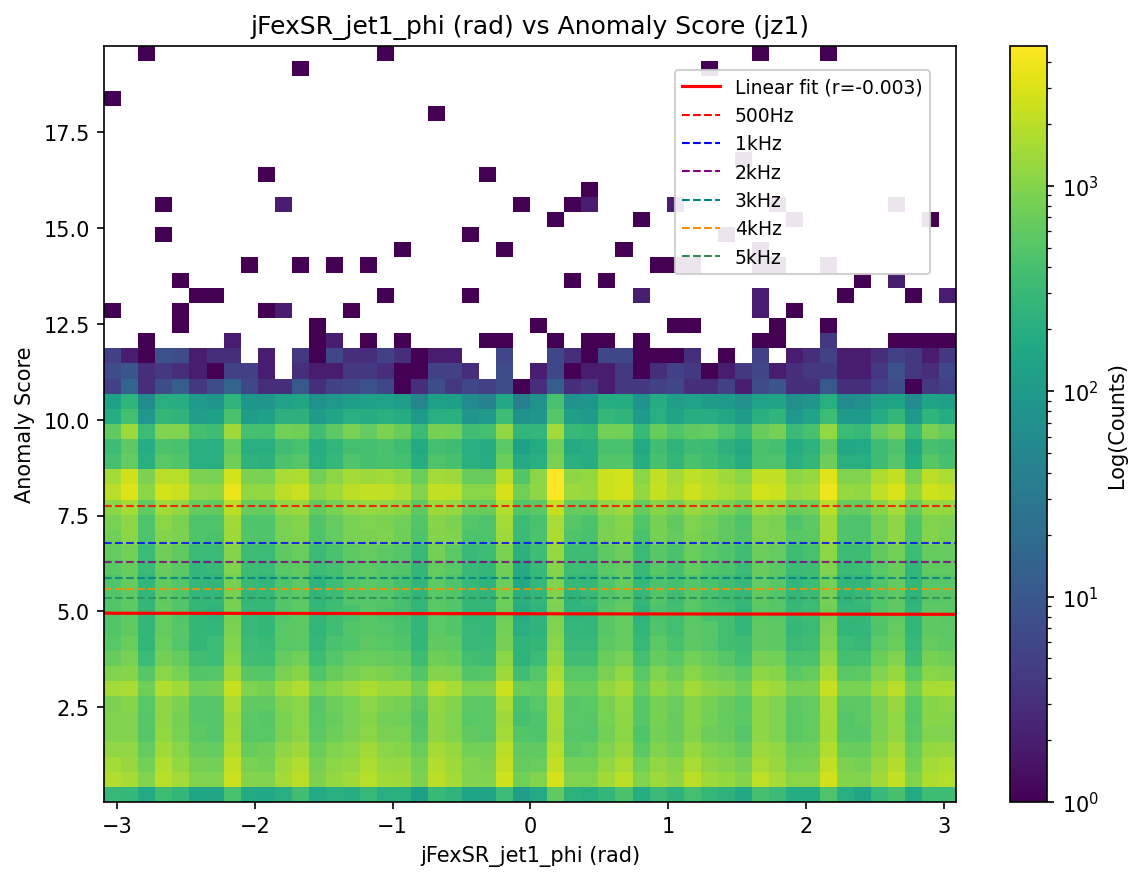 jFexSR_jet1_phi (rad) vs Anomaly Score (jz1)
Linear fit (r=-0.003)
500Hz
1kHz
2kHz
3kHz
4kHz
5kHz
17.5
15.0
12.5
10.0
7.5
5.0
2.5
Anomaly Score
−3
−2
−1
0
1
2
3
jFexSR_jet1_phi (rad)
10³
10²
10¹
10⁰
Log(Counts)